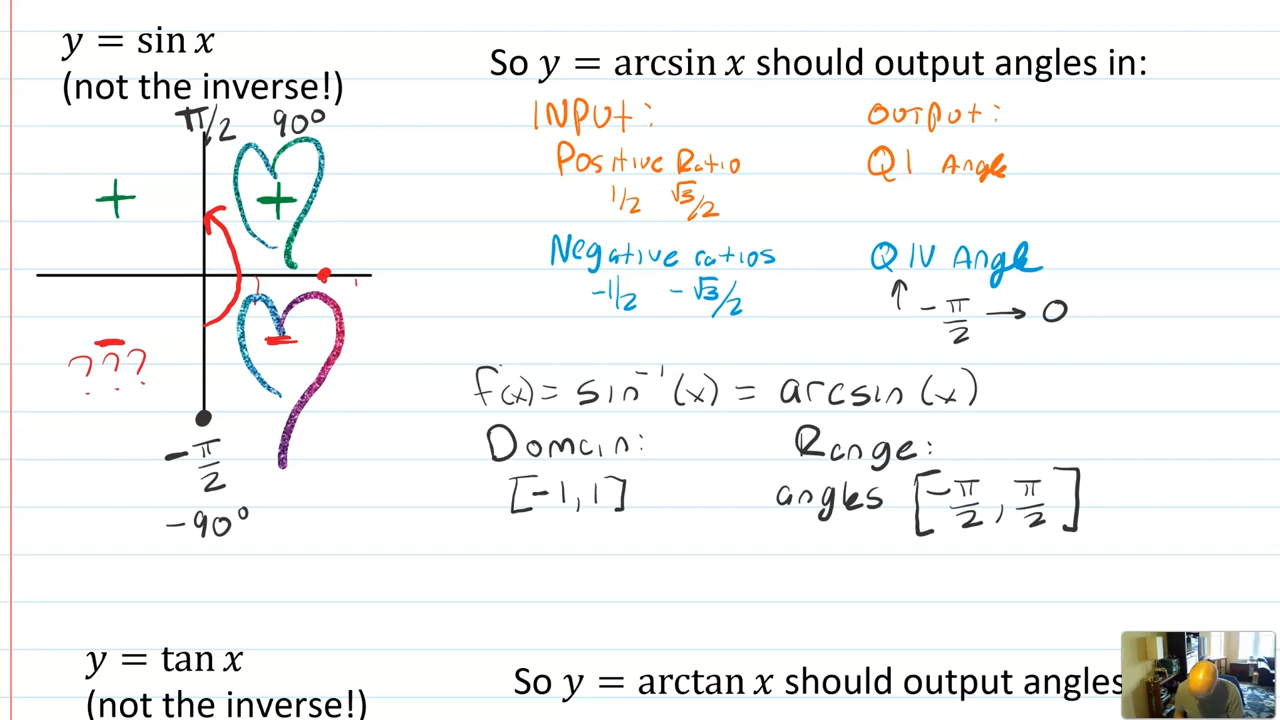 y = sin x
(not the inverse!)
π/2 90°
+ +
- -
???
-π/2
-90°
So y = arcsin x should output angles in:
INPUT: OUTPUT:
Positive Ratio QI Angle
1/2 √3/2
Negative ratios QIV Angle
-1/2 -√3/2
↑ -π/2 → 0
f(x) = sin⁻¹(x) = arcsin(x)
Domain: Range:
[-1,1] angles [-π/2, π/2]
y = tan x
(not the inverse!)
So y = arctan x should output angles